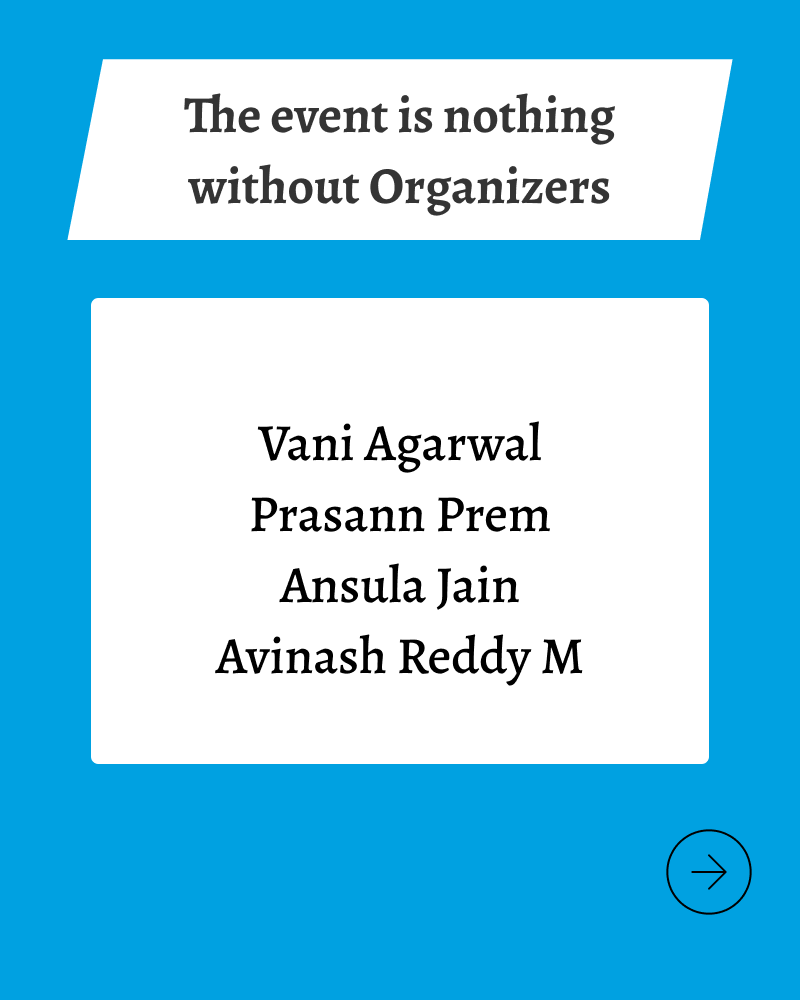 The event is nothing
without Organizers
Vani Agarwal
Prasann Prem
Ansula Jain
Avinash Reddy M